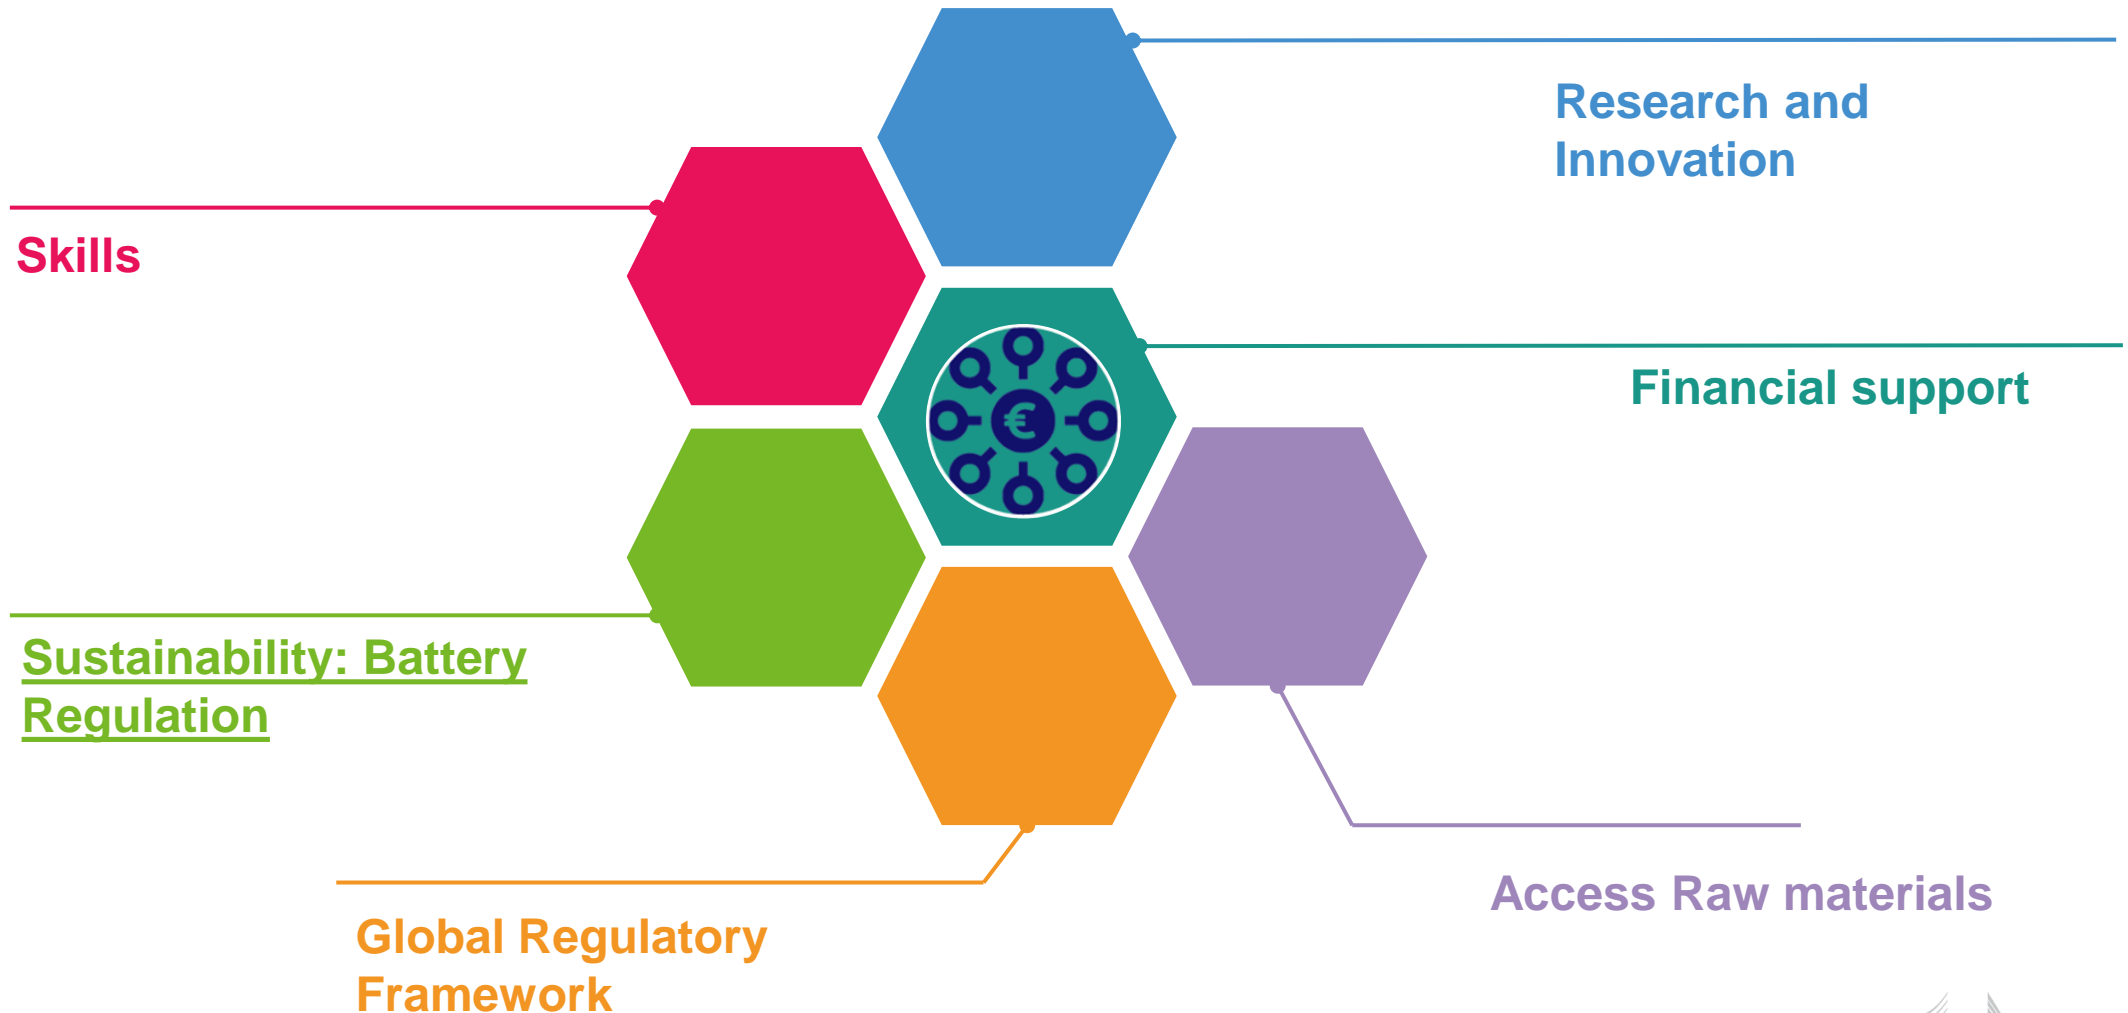 Research and
Innovation
Skills
Financial support
€
Sustainability: Battery
Regulation
Access Raw materials
Global Regulatory
Framework